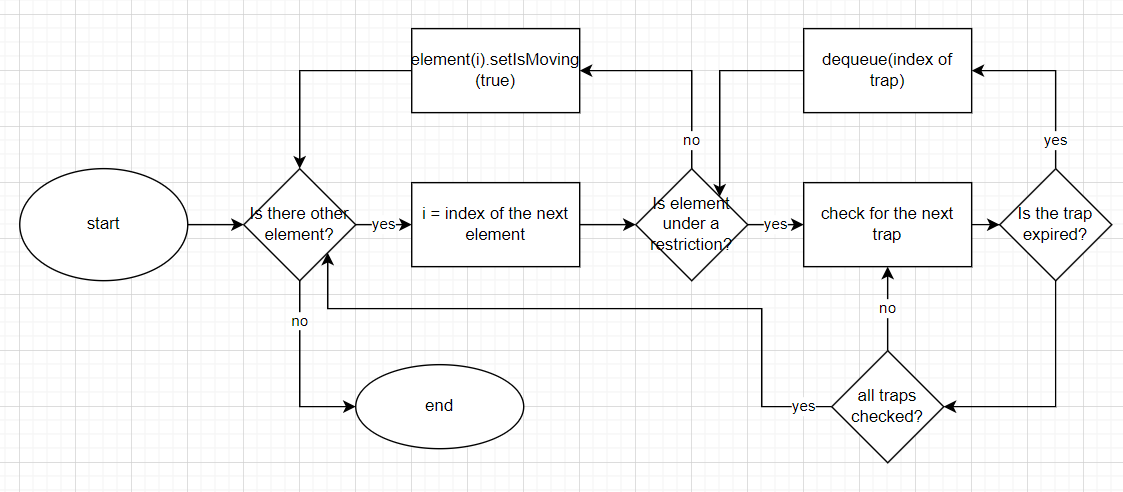 element(i).setIsMoving
(true)
dequeue(index of
trap)
no
yes
start
Is there other
element?
yes
i = index of the next
element
Is element
under a
restriction?
yes
check for the next
trap
Is the trap
expired?
no
no
end
yes
all traps
checked?